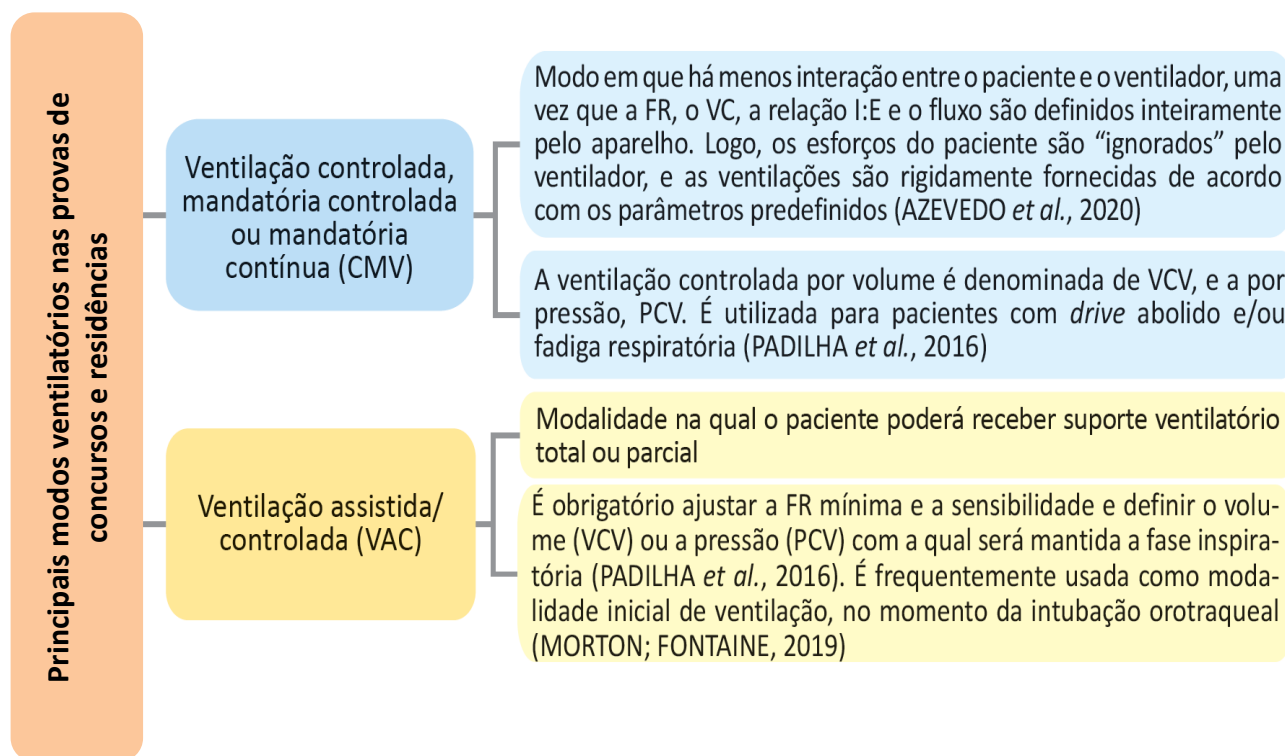 Principais modos ventilatórios nas provas de
concursos e residências
Ventilação controlada,
mandatória controlada
ou mandatória
contínua (CMV)
Modo em que há menos interação entre o paciente e o ventilador, uma
vez que a FR, o VC, a relação I:E e o fluxo são definidos inteiramente
pelo aparelho. Logo, os esforços do paciente são “ignorados” pelo
ventilador, e as ventilações são rigidamente fornecidas de acordo
com os parâmetros predefinidos (AZEVEDO et al., 2020)
A ventilação controlada por volume é denominada de VCV, e a por
pressão, PCV. É utilizada para pacientes com drive abolido e/ou
fadiga respiratória (PADILHA et al., 2016)
Ventilação assistida/
controlada (VAC)
Modalidade na qual o paciente poderá receber suporte ventilatório
total ou parcial
É obrigatório ajustar a FR mínima e a sensibilidade e definir o volu-
me (VCV) ou a pressão (PCV) com a qual será mantida a fase inspira-
tória (PADILHA et al., 2016). É frequentemente usada como moda-
lidade inicial de ventilação, no momento da intubação orotraqueal
(MORTON; FONTAINE, 2019)